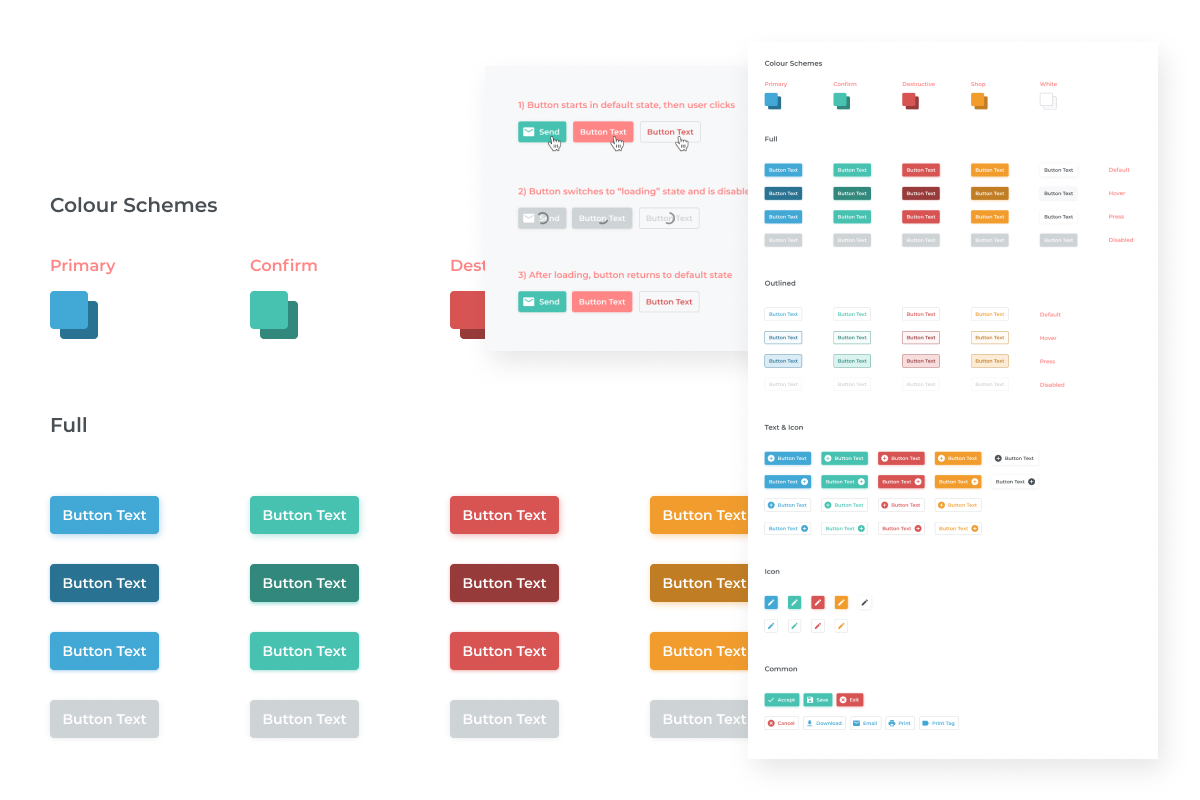 Colour Schemes
Primary
Confirm
Dest
Full
Button Text Button Text Button Text Button Text
Button Text Button Text Button Text Button Text
Button Text Button Text Button Text Button Text
Button Text Button Text Button Text Button Text
1) Button starts in default state, then user clicks
Send Button Text Button Text
2) Button switches to “loading” state and is disable
Send Button Text Button Text
3) After loading, button returns to default state
Send Button Text Button Text
Colour Schemes
Primary Confirm Destructive Shop White
Full
Button Text Button Text Button Text Button Text Button Text Default
Button Text Button Text Button Text Button Text Button Text Hover
Button Text Button Text Button Text Button Text Button Text Press
Button Text Button Text Button Text Button Text Button Text Disabled
Outlined
Button Text Button Text Button Text Button Text Default
Button Text Button Text Button Text Button Text Hover
Button Text Button Text Button Text Button Text Press
Button Text Button Text Button Text Button Text Disabled
Text & Icon
Button Text Button Text Button Text Button Text Button Text
Button Text Button Text Button Text Button Text Button Text
Button Text Button Text Button Text Button Text
Button Text Button Text Button Text Button Text
Icon
Common
Accept Save Exit
Cancel Download Email Print Print Tag